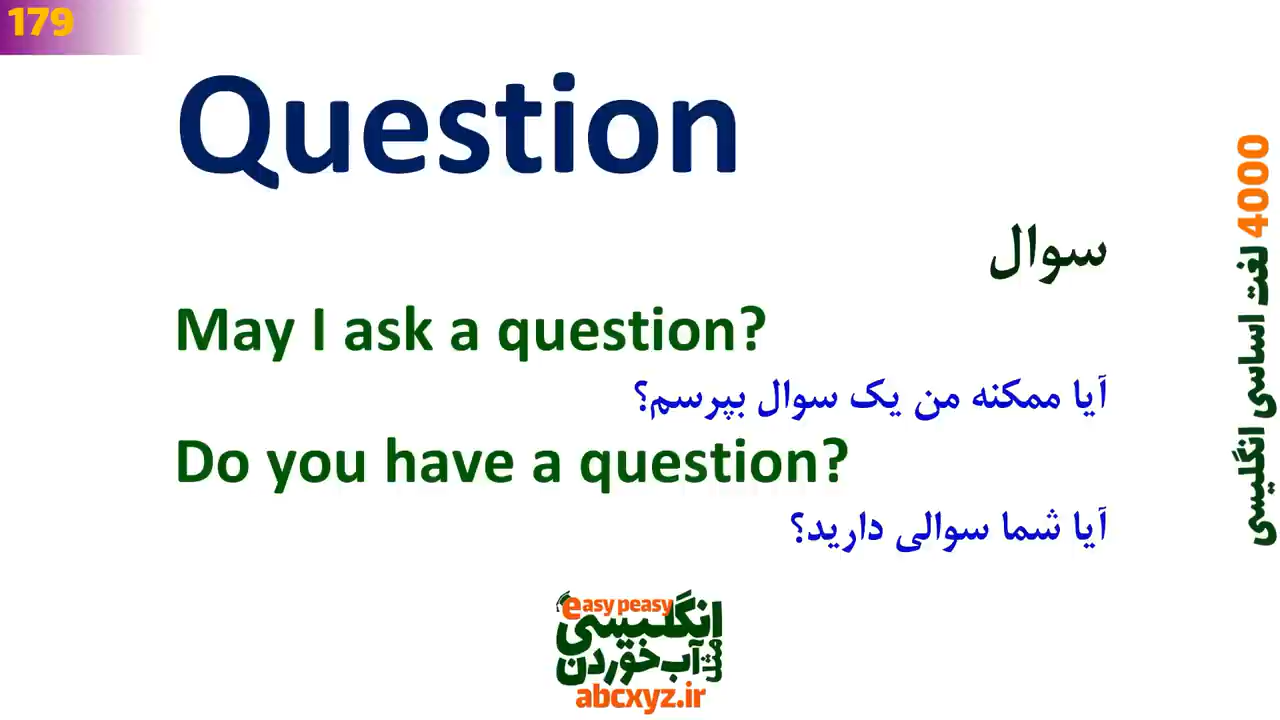 179
Question
سوال
May I ask a question?
آیا ممکنه من یک سوال بپرسم؟
Do you have a question?
آیا شما سوالی دارید؟
4000 لغت اساسی انگلیسی
easy peasy
انگلیسی
مثل آب خوردن
abcxyz.ir